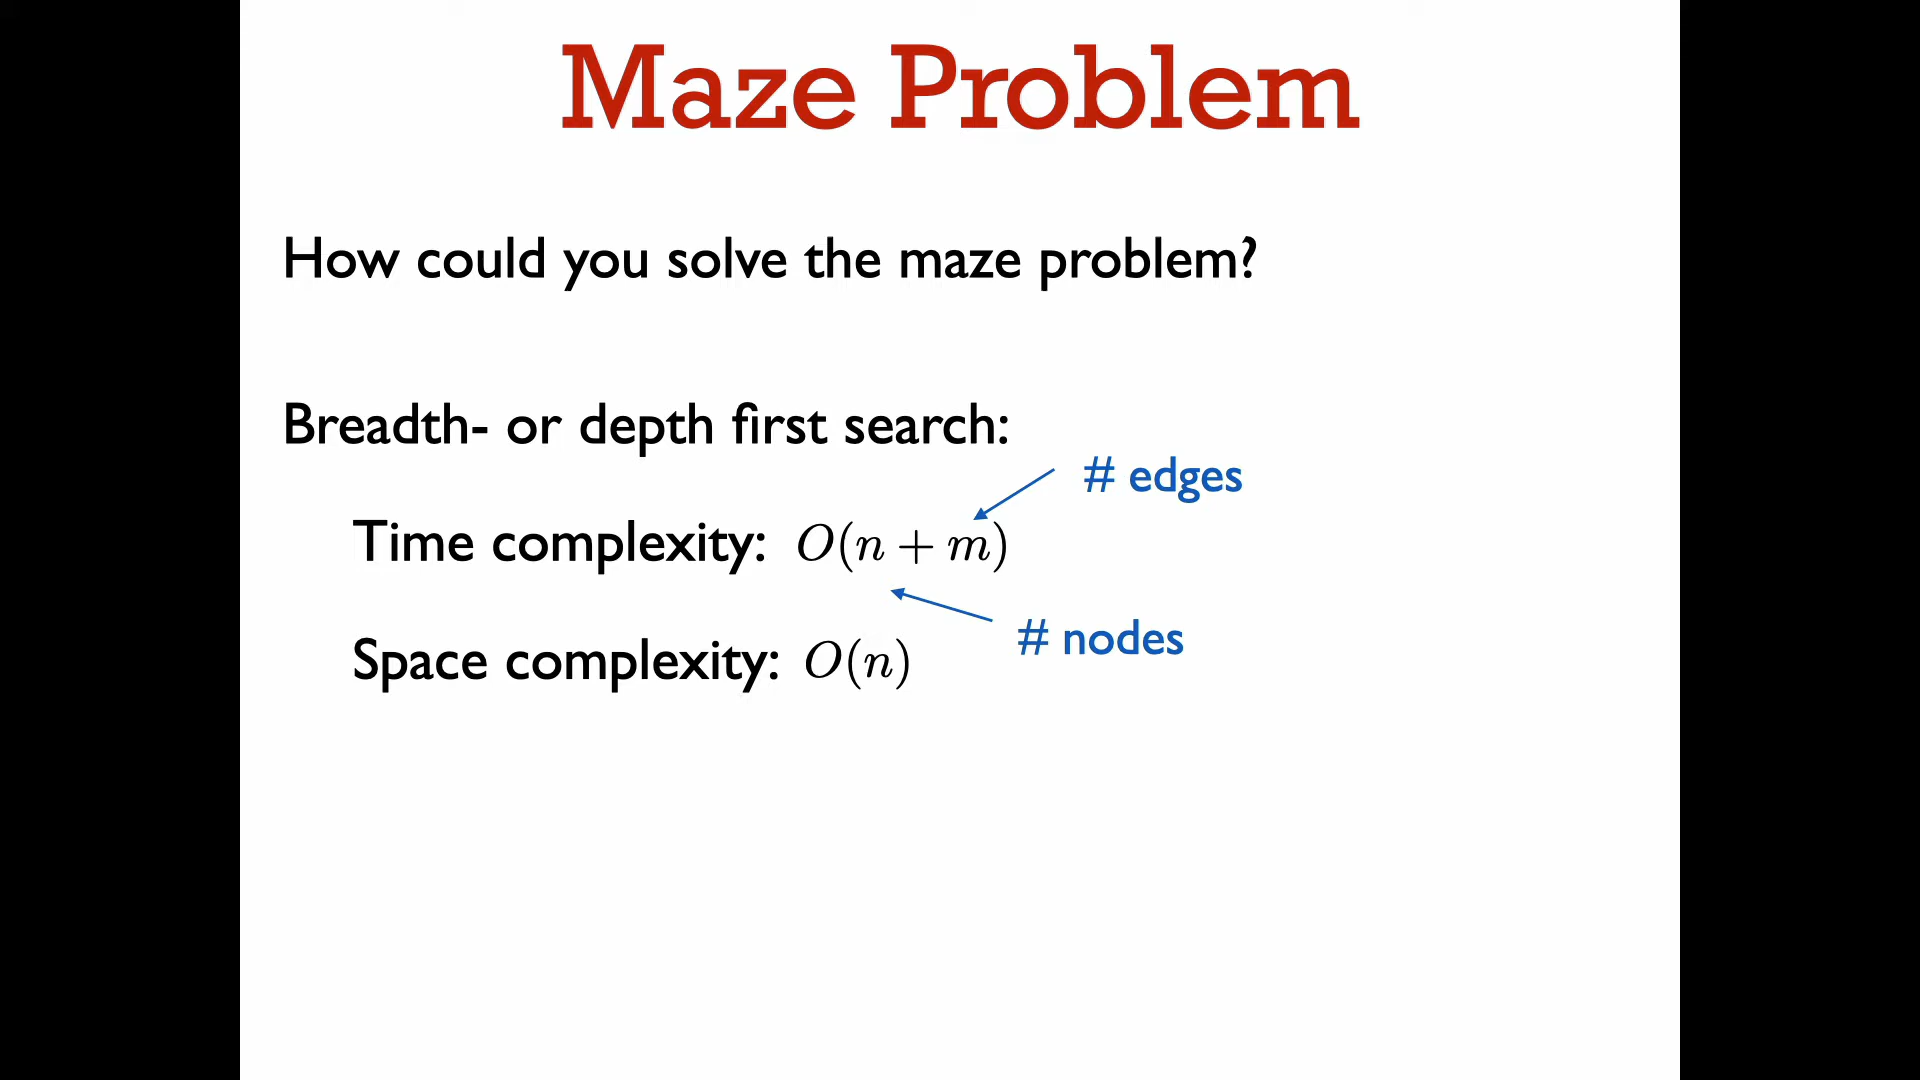 Maze Problem
How could you solve the maze problem?
Breadth- or depth first search:
# edges
Time complexity: O(n + m)
# nodes
Space complexity: O(n)